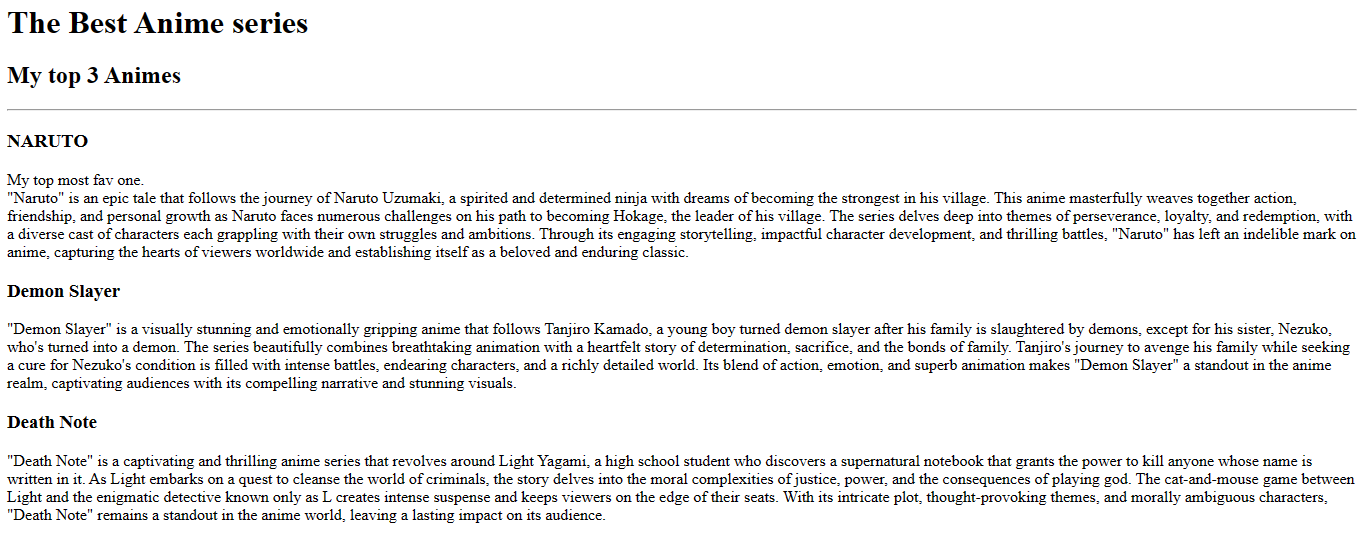 The Best Anime series
My top 3 Animes
NARUTO
My top most fav one.
"Naruto" is an epic tale that follows the journey of Naruto Uzumaki, a spirited and determined ninja with dreams of becoming the strongest in his village. This anime masterfully weaves together action,
friendship, and personal growth as Naruto faces numerous challenges on his path to becoming Hokage, the leader of his village. The series delves deep into themes of perseverance, loyalty, and redemption, with
a diverse cast of characters each grappling with their own struggles and ambitions. Through its engaging storytelling, impactful character development, and thrilling battles, "Naruto" has left an indelible mark on
anime, capturing the hearts of viewers worldwide and establishing itself as a beloved and enduring classic.
Demon Slayer
"Demon Slayer" is a visually stunning and emotionally gripping anime that follows Tanjiro Kamado, a young boy turned demon slayer after his family is slaughtered by demons, except for his sister, Nezuko,
who's turned into a demon. The series beautifully combines breathtaking animation with a heartfelt story of determination, sacrifice, and the bonds of family. Tanjiro's journey to avenge his family while seeking
a cure for Nezuko's condition is filled with intense battles, endearing characters, and a richly detailed world. Its blend of action, emotion, and superb animation makes "Demon Slayer" a standout in the anime
realm, captivating audiences with its compelling narrative and stunning visuals.
Death Note
"Death Note" is a captivating and thrilling anime series that revolves around Light Yagami, a high school student who discovers a supernatural notebook that grants the power to kill anyone whose name is
written in it. As Light embarks on a quest to cleanse the world of criminals, the story delves into the moral complexities of justice, power, and the consequences of playing god. The cat-and-mouse game between
Light and the enigmatic detective known only as L creates intense suspense and keeps viewers on the edge of their seats. With its intricate plot, thought-provoking themes, and morally ambiguous characters,
"Death Note" remains a standout in the anime world, leaving a lasting impact on its audience.